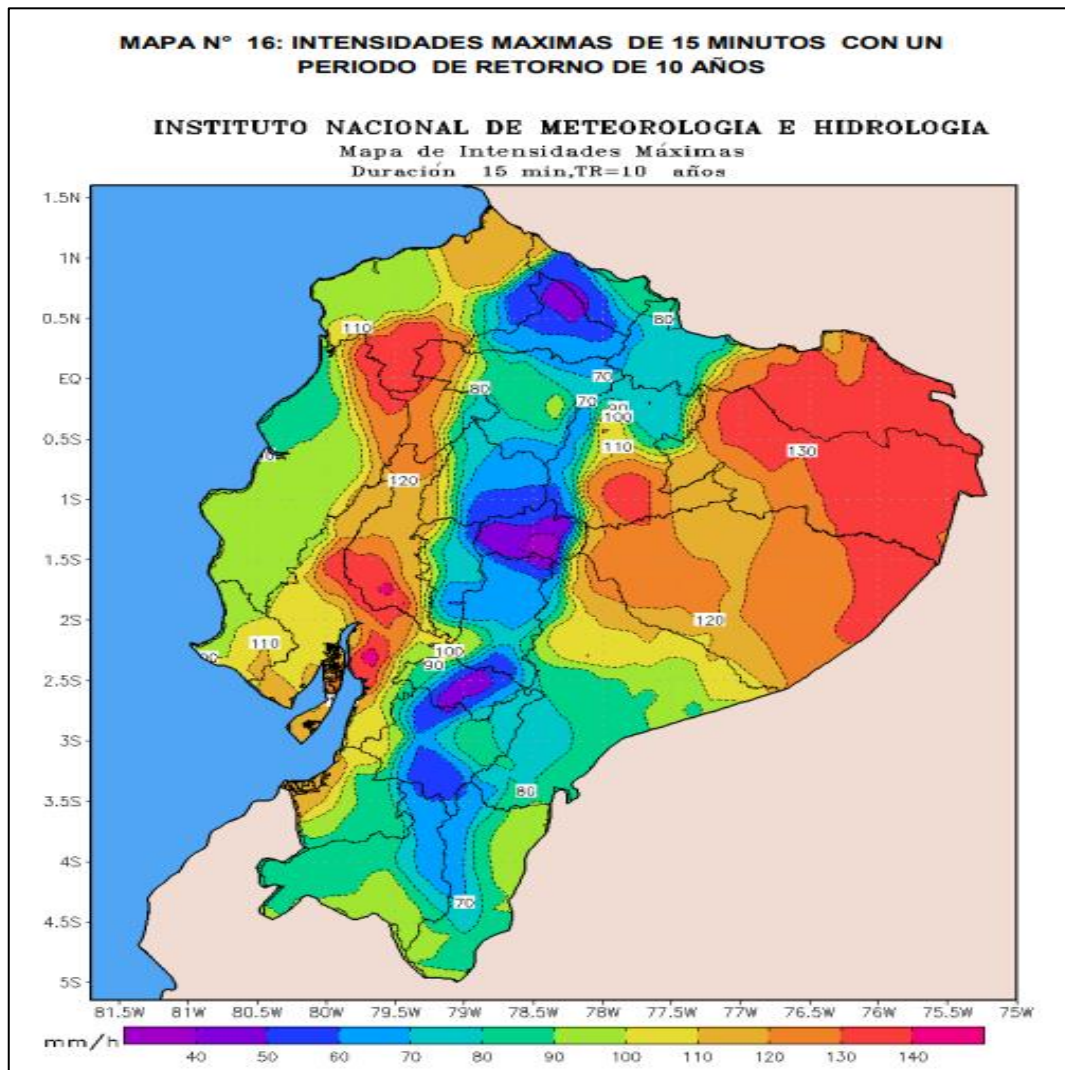 MAPA N° 16: INTENSIDADES MAXIMAS DE 15 MINUTOS CON UN
PERIODO DE RETORNO DE 10 AÑOS
INSTITUTO NACIONAL DE METEOROLOGIA E HIDROLOGIA
Mapa de Intensidades Máximas
Duración 15 min,TR=10 años
1.5N
1N
0.5N
EQ
0.5S
1S
1.5S
2S
2.5S
3S
3.5S
4S
4.5S
5S
110
80
80
70
70
100
110
130
120
120
110
100
90
80
70
81.5W 81W 80.5W 80W 79.5W 79W 78.5W 78W 77.5W 77W 76.5W 76W 75.5W 75W
mm/h
40 50 60 70 80 90 100 110 120 130 140